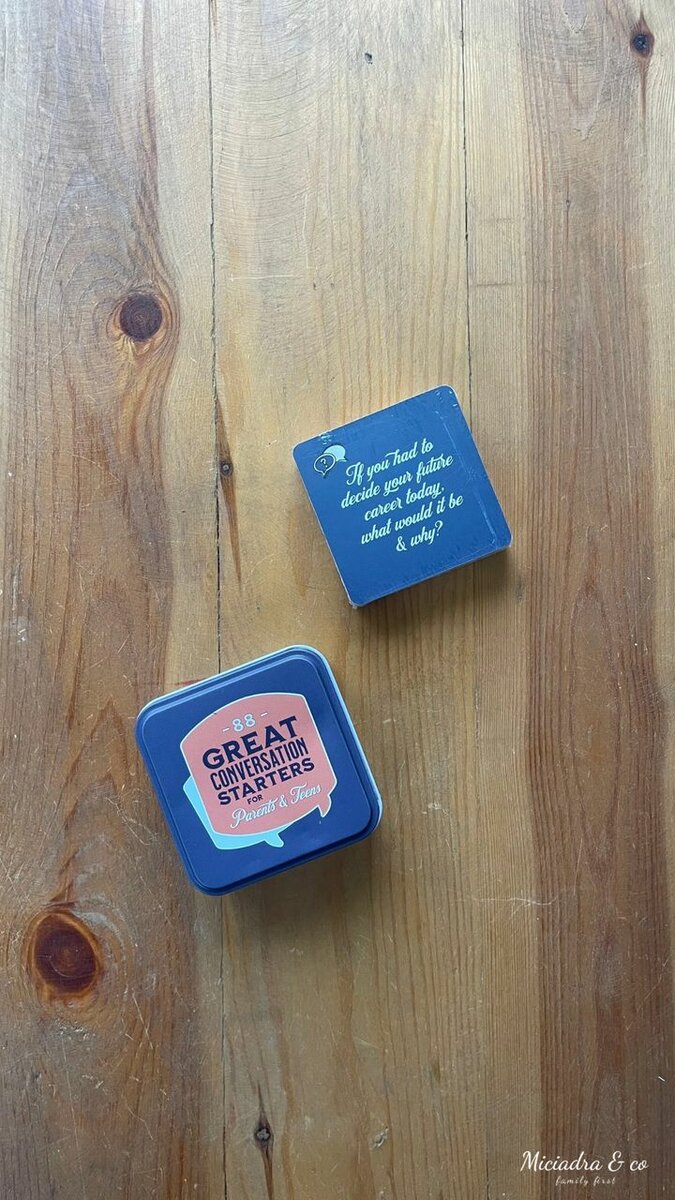 ?
If you had to
decide your future
career today,
what would it be
& why?
- 88 -
GREAT
CONVERSATION
STARTERS
FOR
Parents & Teens
Miciadra & co
family first